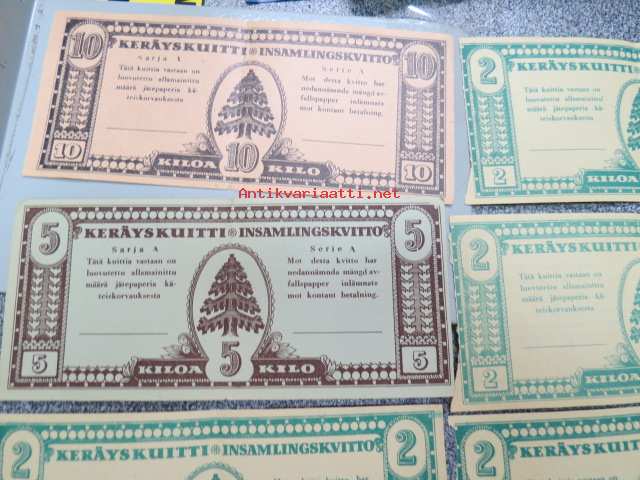 10 KERÄYSKUITTI INSAMLINGSKVITTO 10
Sarja A
Tätä kuittia vastaan on
luovutettu allamainittu
määrä jätepaperia kä-
teiskorvauksesta
Serie A
Mot detta kvitto har
nedannämnda mängd av-
fallspapper inlämnats
mot kontant betalning.
10 KILOA 10 KILO 10
Antikvariaatti.net
5 KERÄYSKUITTI INSAMLINGSKVITTO 5
Sarja A
Tätä kuittia vastaan on
luovutettu allamainittu
määrä jätepaperia kä-
teiskorvauksesta
Serie A
Mot detta kvitto har
nedannämnda mängd av-
fallspapper inlämnats
mot kontant betalning.
5 KILOA 5 KILO 5
2 KERÄYSKUITTI INSAMLINGSKVITTO 2
2 KERÄYSKUITTI
Tätä kuittia vastaan on
luovutettu allamainittu
määrä jätepaperia kä-
teiskorvauksesta
2 KILOA
2 KERÄYSKUITTI
Tätä kuittia vastaan on
luovutettu allamainittu
määrä jätepaperia kä-
teiskorvauksesta
2 KILOA
2 KERÄYSKUITTI